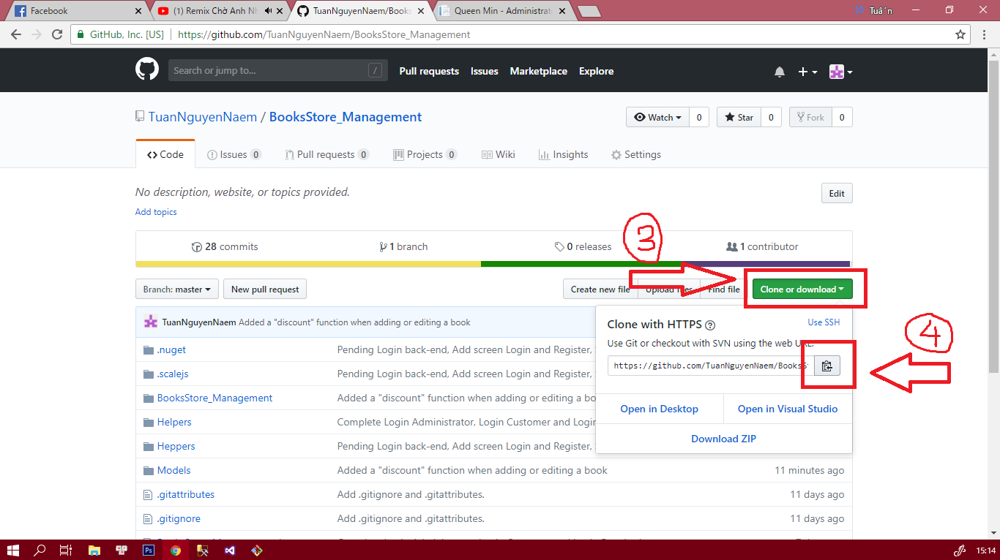 Facebook
(1) Remix Chờ Anh Nh
TuanNguyenNaem/Books
Queen Min - Administrat
Tuấn
GitHub, Inc. [US] https://github.com/TuanNguyenNaem/BooksStore_Management
Search or jump to... /
Pull requests Issues Marketplace Explore
TuanNguyenNaem / BooksStore_Management
Watch 0 Star 0 Fork 0
Code Issues 0 Pull requests 0 Projects 0 Wiki Insights Settings
No description, website, or topics provided.
Edit
Add topics
3
28 commits 1 branch 0 releases 1 contributor
Branch: master New pull request Create new file Upload files Find file Clone or download
TuanNguyenNaem Added a "discount" function when adding or editing a book
Clone with HTTPS ? Use SSH
Use Git or checkout with SVN using the web URL.
4
https://github.com/TuanNguyenNaem/BooksSt
Open in Desktop Open in Visual Studio
Download ZIP
.nuget Pending Login back-end, Add screen Login and Register,
.scalejs Pending Login back-end, Add screen Login and Register,
BooksStore_Management Added a "discount" function when adding or editing a bo
Helpers Complete Login Administrator, Login Customer and Login
Heppers Pending Login back-end, Add screen Login and Register,
Models Added a "discount" function when adding or editing a book 11 minutes ago
.gitattributes Add .gitignore and .gitattributes. 11 days ago
.gitignore Add .gitignore and .gitattributes. 11 days ago
Ps
15:14